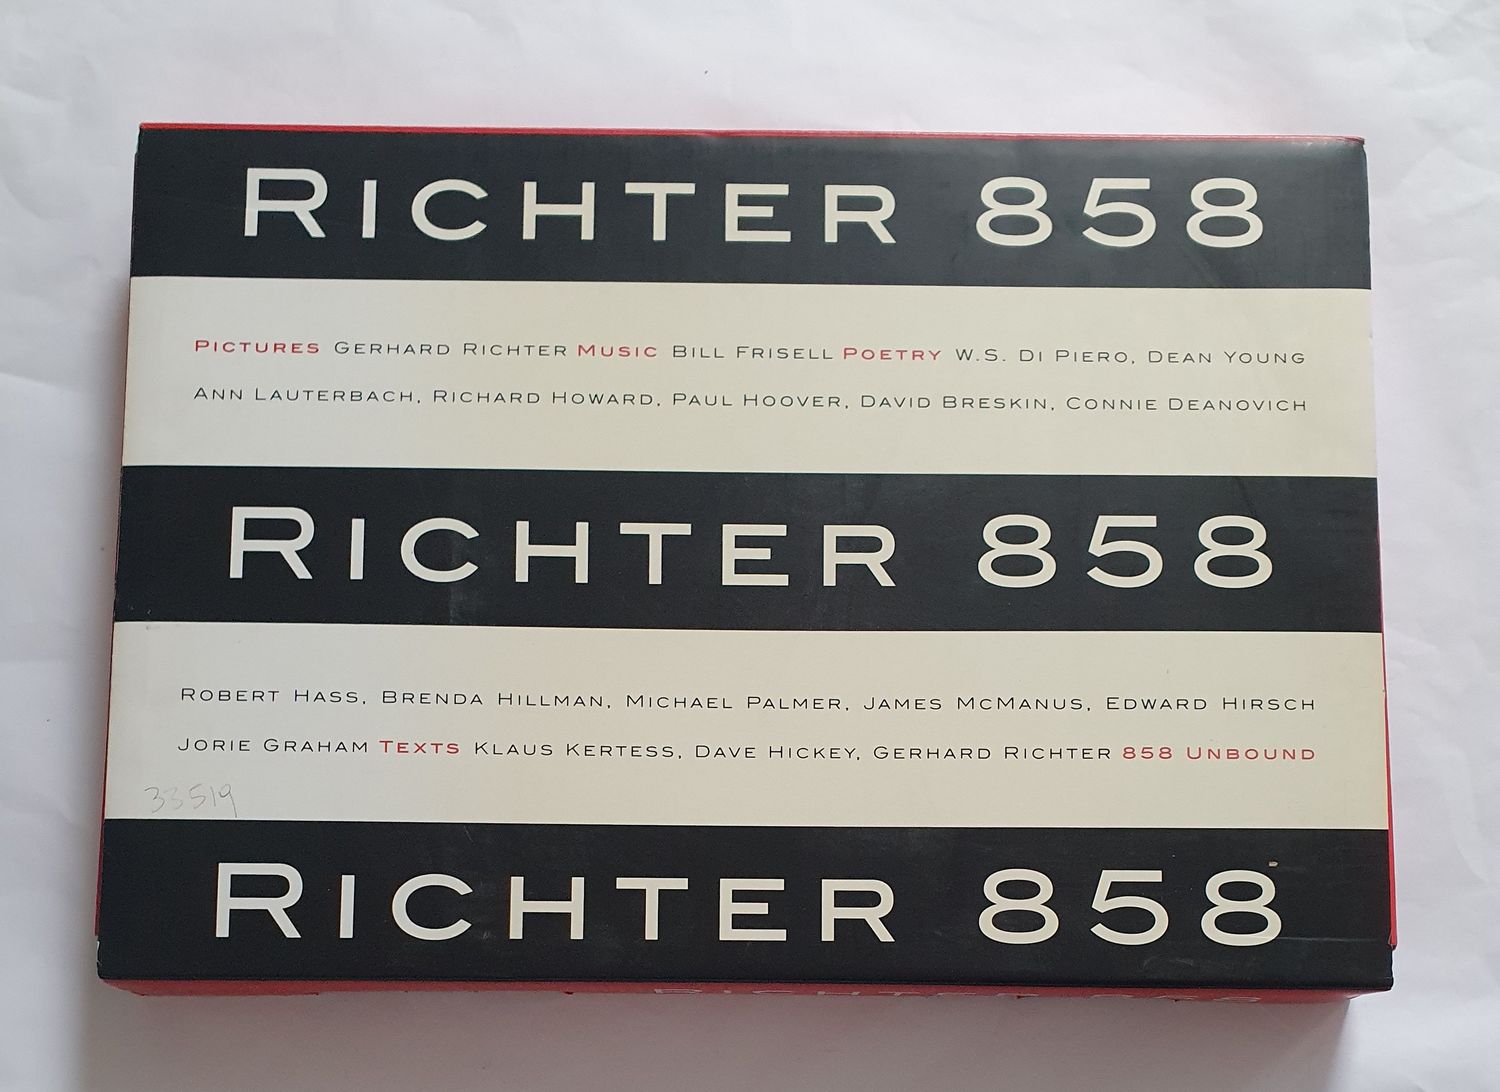 RICHTER 858
PICTURES GERHARD RICHTER MUSIC BILL FRISELL POETRY W.S. DI PIERO, DEAN YOUNG
ANN LAUTERBACH, RICHARD HOWARD, PAUL HOOVER, DAVID BRESKIN, CONNIE DEANOVICH
RICHTER 858
ROBERT HASS, BRENDA HILLMAN, MICHAEL PALMER, JAMES MCMANUS, EDWARD HIRSCH
JORIE GRAHAM TEXTS KLAUS KERTESS, DAVE HICKEY, GERHARD RICHTER 858 UNBOUND
33519
RICHTER 858
RICHTER 858